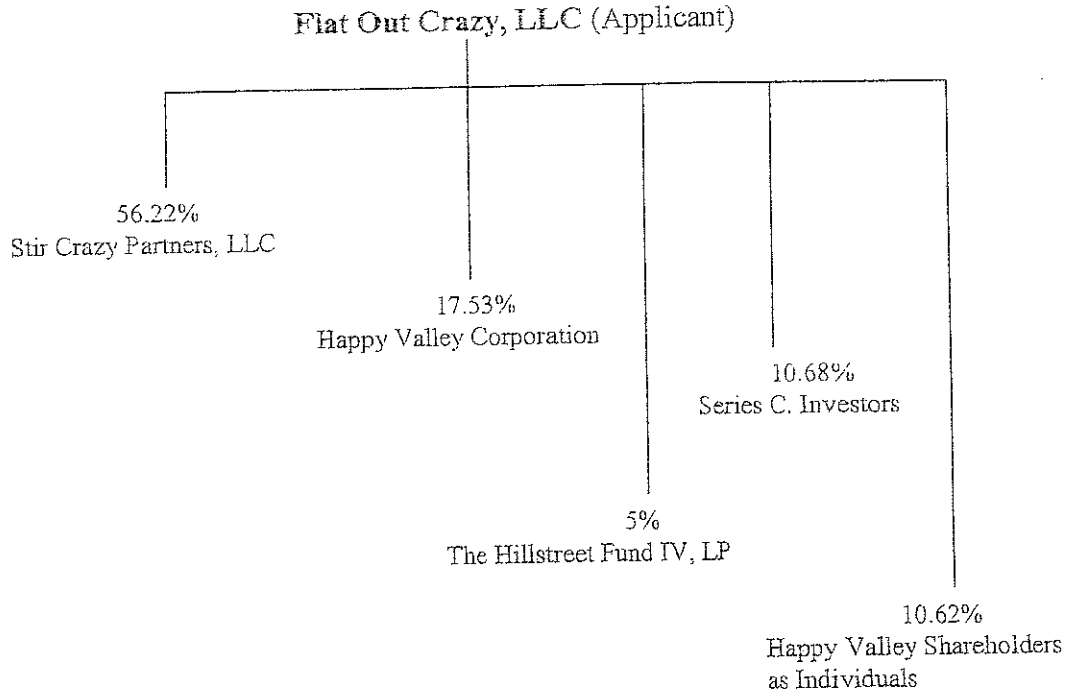 Flat Out Crazy, LLC (Applicant)
56.22%
Stir Crazy Partners, LLC
17.53%
Happy Valley Corporation
10.68%
Series C. Investors
5%
The Hillstreet Fund IV, LP
10.62%
Happy Valley Shareholders
as Individuals